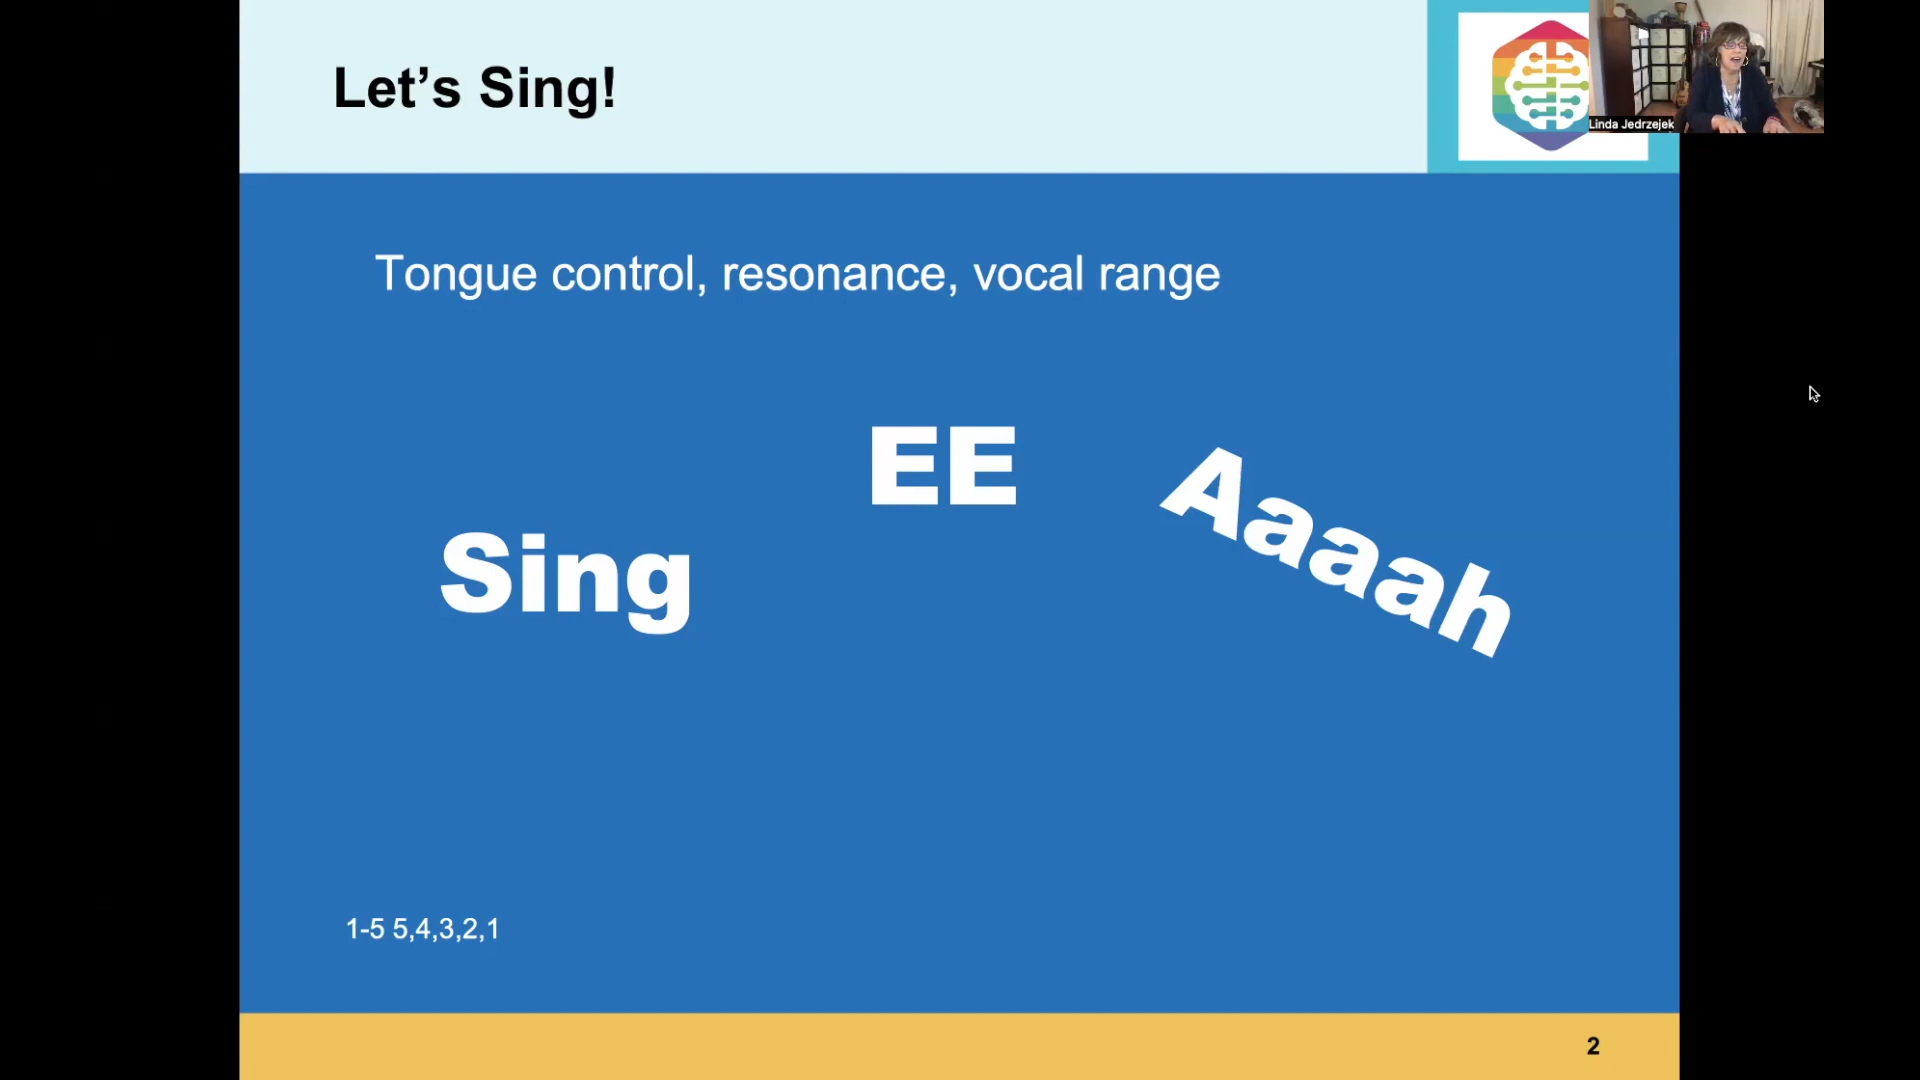 Let's Sing!
Linda Jedrzejek
Tongue control, resonance, vocal range
Sing
EE
Aaaah
1-5 5,4,3,2,1
2